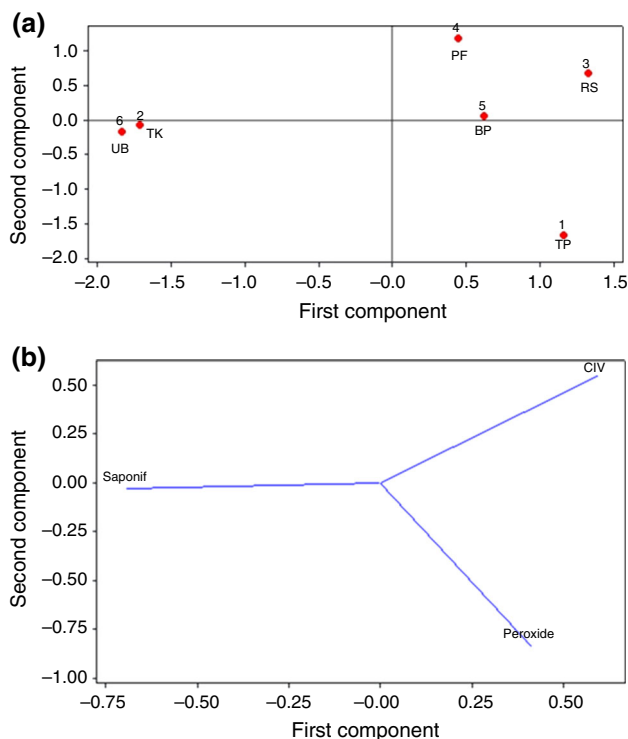 (a)
Second component
1.0
0.5
0.0
−0.5
−1.0
−1.5
−2.0
4
PF
3
RS
5
BP
6
2
UB
TK
1
TP
−2.0 −1.5 −1.0 −0.5 −0.0 0.5 1.0 1.5
First component
(b)
Second component
0.50
0.25
0.00
−0.25
−0.50
−0.75
−1.00
CIV
Saponif
Peroxide
−0.75 −0.50 −0.25 −0.00 0.25 0.50
First component